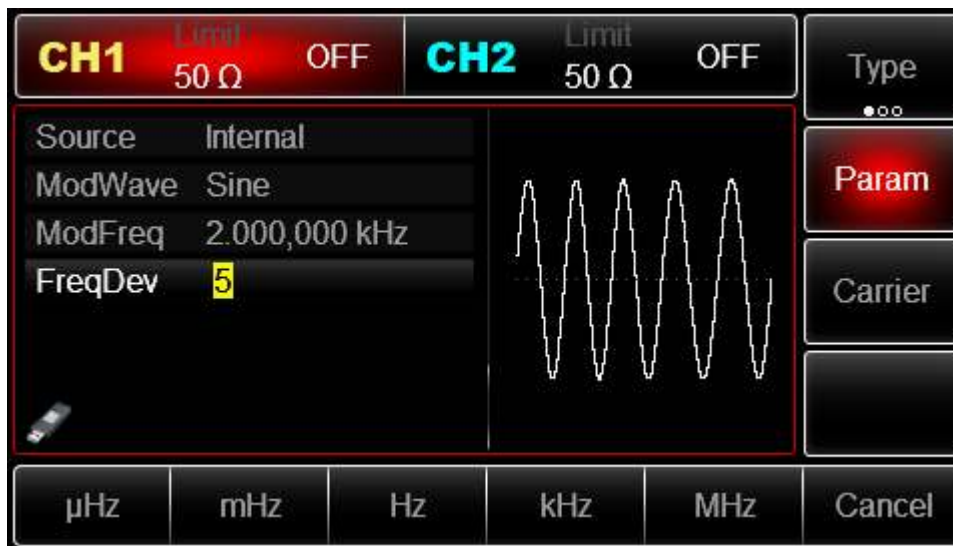 CH1 Limit 50 Ω OFF
CH2 Limit 50 Ω OFF
Type
Source Internal
ModWave Sine
ModFreq 2.000,000 kHz
FreqDev 5
Param
Carrier
µHz mHz Hz kHz MHz Cancel